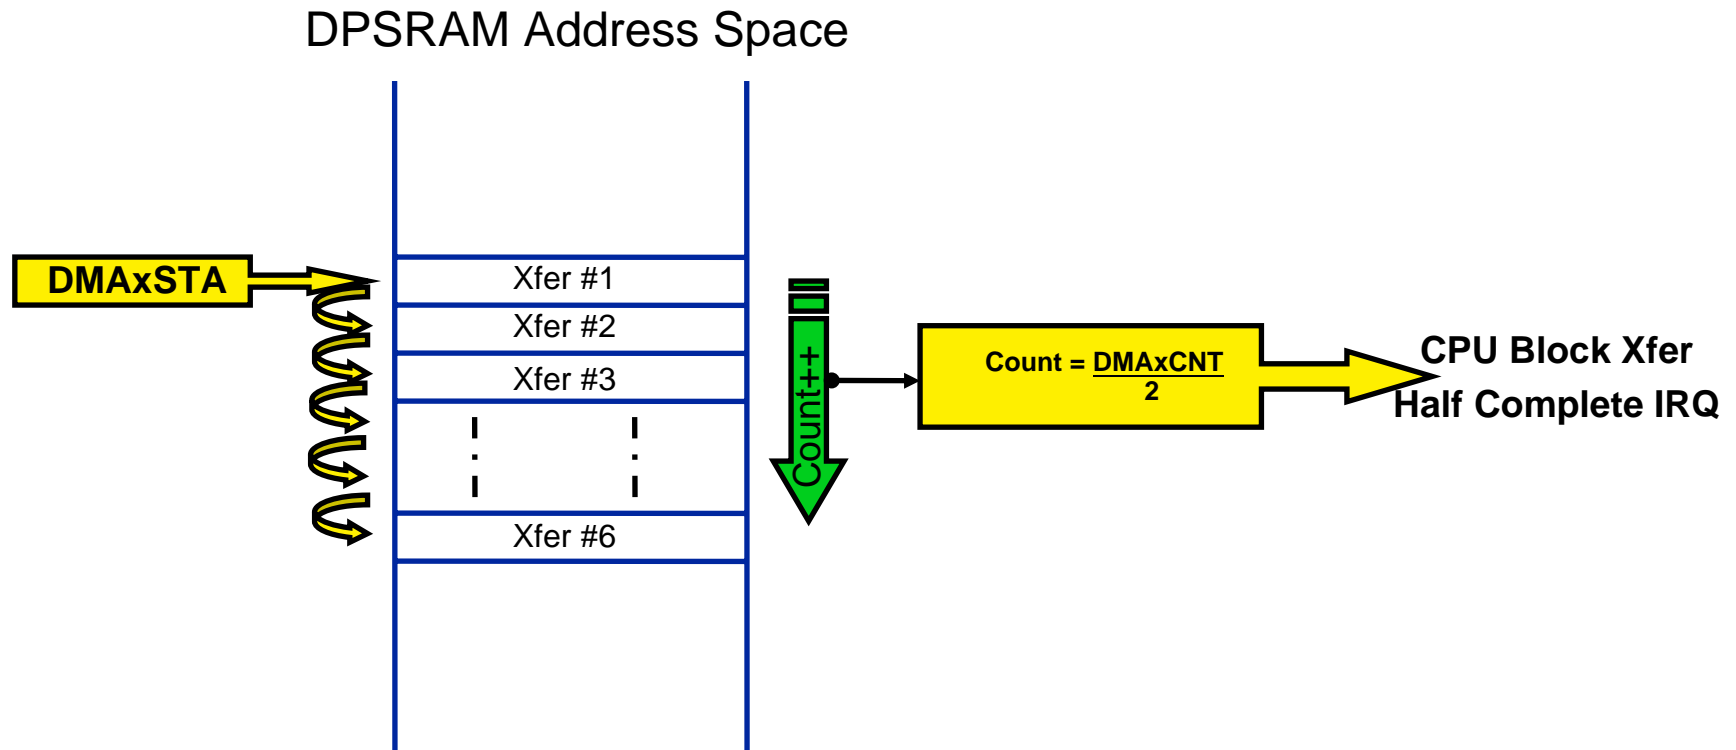 DPSRAM Address Space
DMAxSTA
Xfer #1
Xfer #2
Xfer #3
Xfer #6
Count++
Count = DMAxCNT
2
CPU Block Xfer
Half Complete IRQ